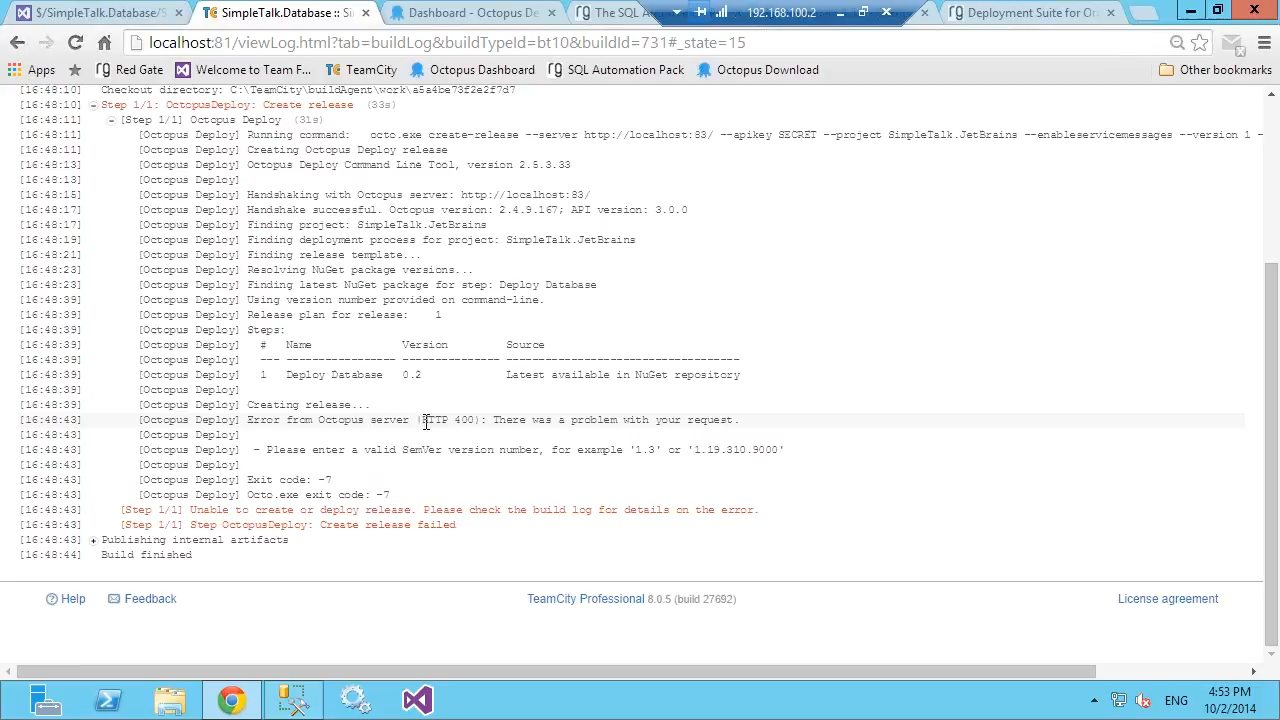 $/SimpleTalk.Database/S
SimpleTalk.Database :: Si
Dashboard - Octopus De
The SQL Auto
192.168.100.2
Deployment Suite for Ora
localhost:81/viewLog.html?tab=buildLog&buildTypeId=bt10&buildId=731#_state=15
Apps
Red Gate
Welcome to Team F...
TeamCity
Octopus Dashboard
SQL Automation Pack
Octopus Download
Other bookmarks
[16:48:10] Checkout directory: C:\TeamCity\buildAgent\work\a5a4be73f2e2f7d7
[16:48:10] Step 1/1: OctopusDeploy: Create release (33s)
[16:48:11] [Step 1/1] Octopus Deploy (31s)
[16:48:11] [Octopus Deploy] Running command: octo.exe create-release --server http://localhost:83/ --apikey SECRET --project SimpleTalk.JetBrains --enableservicemessages --version 1 -
[16:48:11] [Octopus Deploy] Creating Octopus Deploy release
[16:48:13] [Octopus Deploy] Octopus Deploy Command Line Tool, version 2.5.3.33
[16:48:13] [Octopus Deploy]
[16:48:15] [Octopus Deploy] Handshaking with Octopus server: http://localhost:83/
[16:48:17] [Octopus Deploy] Handshake successful. Octopus version: 2.4.9.167; API version: 3.0.0
[16:48:17] [Octopus Deploy] Finding project: SimpleTalk.JetBrains
[16:48:19] [Octopus Deploy] Finding deployment process for project: SimpleTalk.JetBrains
[16:48:21] [Octopus Deploy] Finding release template...
[16:48:23] [Octopus Deploy] Resolving NuGet package versions...
[16:48:23] [Octopus Deploy] Finding latest NuGet package for step: Deploy Database
[16:48:39] [Octopus Deploy] Using version number provided on command-line.
[16:48:39] [Octopus Deploy] Release plan for release: 1
[16:48:39] [Octopus Deploy] Steps:
[16:48:39] [Octopus Deploy] # Name Version Source
[16:48:39] [Octopus Deploy] --- ----------------- --------------- ------------------------------------
[16:48:39] [Octopus Deploy] 1 Deploy Database 0.2 Latest available in NuGet repository
[16:48:39] [Octopus Deploy]
[16:48:39] [Octopus Deploy] Creating release...
[16:48:43] [Octopus Deploy] Error from Octopus server (HTTP 400): There was a problem with your request.
[16:48:43] [Octopus Deploy]
[16:48:43] [Octopus Deploy] - Please enter a valid SemVer version number, for example '1.3' or '1.19.310.9000'
[16:48:43] [Octopus Deploy]
[16:48:43] [Octopus Deploy] Exit code: -7
[16:48:43] [Octopus Deploy] Octo.exe exit code: -7
[16:48:43] [Step 1/1] Unable to create or deploy release. Please check the build log for details on the error.
[16:48:43] [Step 1/1] Step OctopusDeploy: Create release failed
[16:48:43] Publishing internal artifacts
[16:48:44] Build finished
Help
Feedback
TeamCity Professional 8.0.5 (build 27692)
License agreement
ENG
4:53 PM
10/2/2014